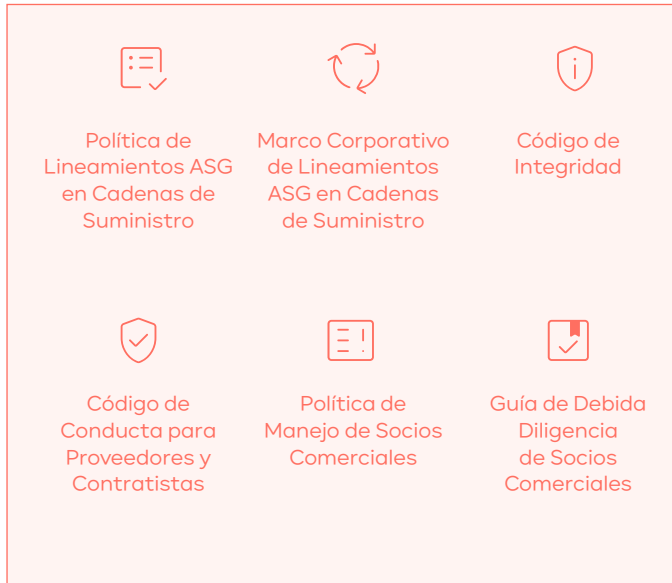 Política de
Lineamientos ASG
en Cadenas de
Suministro
Marco Corporativo
de Lineamientos
ASG en Cadenas
de Suministro
Código de
Integridad
Código de
Conducta para
Proveedores y
Contratistas
Política de
Manejo de Socios
Comerciales
Guía de Debida
Diligencia
de Socios
Comerciales